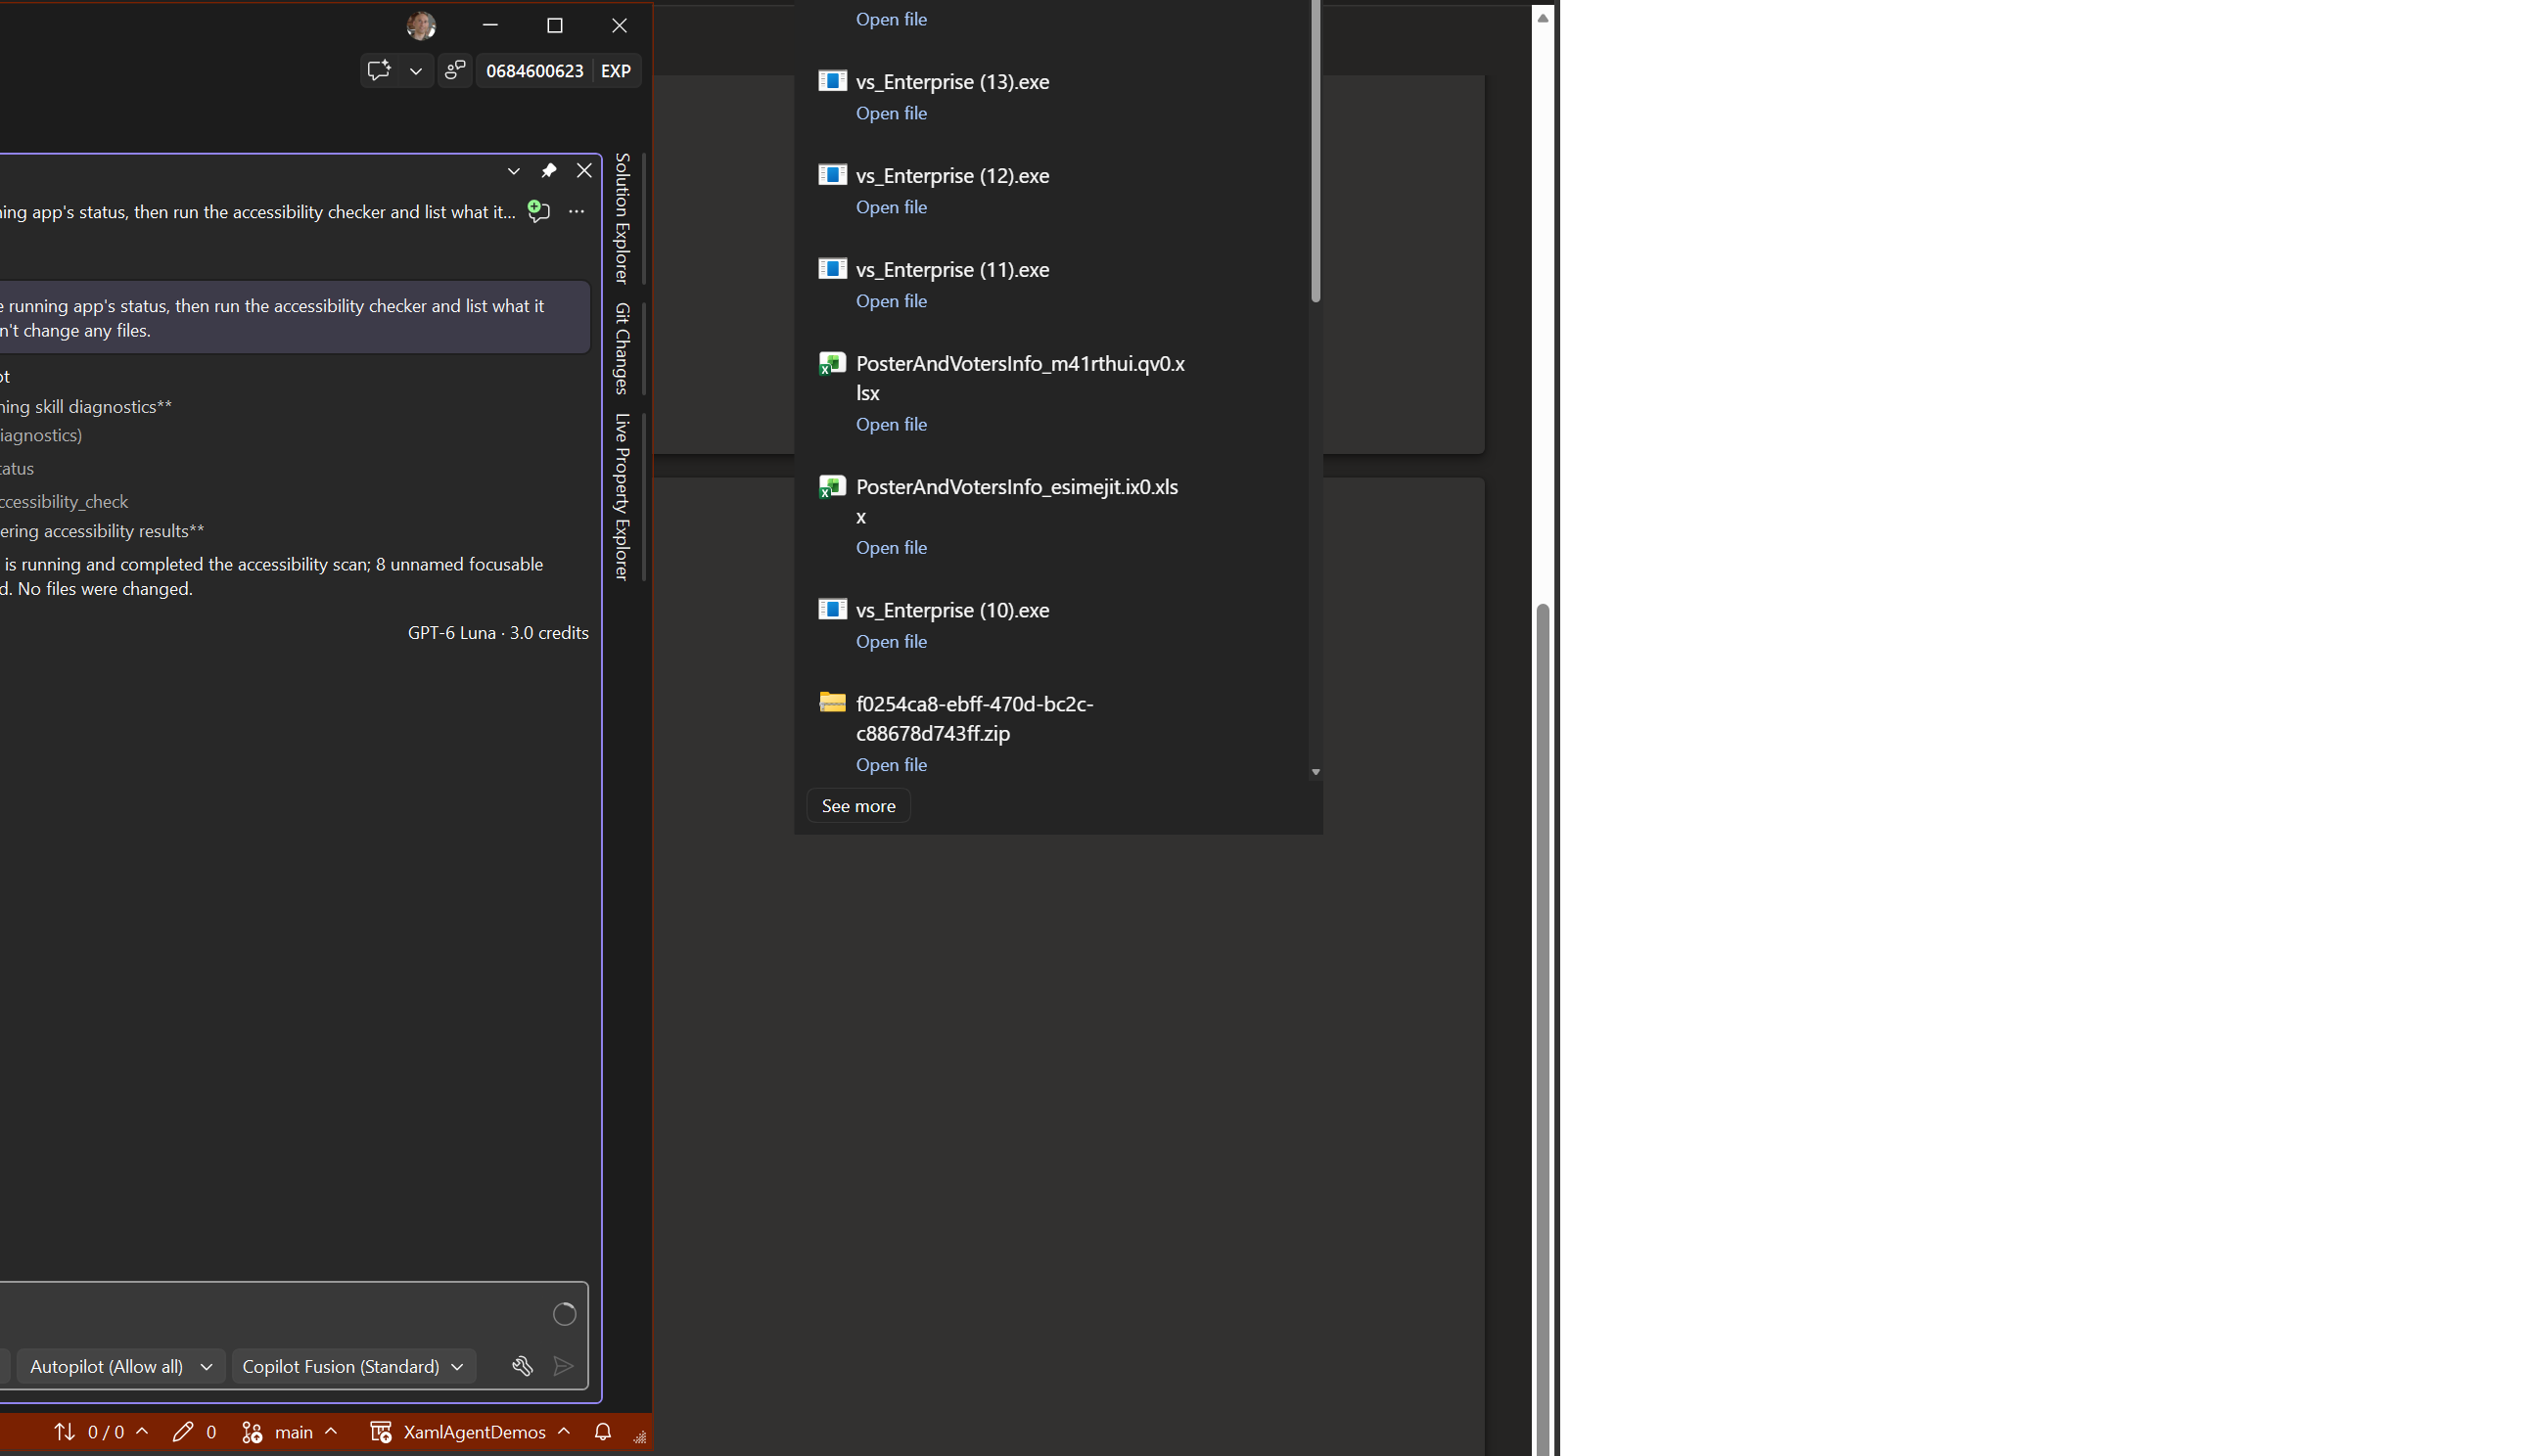 0684600623 EXP
ning app's status, then run the accessibility checker and list what it...
e running app's status, then run the accessibility checker and list what it
n't change any files.
ot
ning skill diagnostics**
iagnostics)
tatus
ccessibility_check
ering accessibility results**
is running and completed the accessibility scan; 8 unnamed focusable
d. No files were changed.
GPT-6 Luna · 3.0 credits
Autopilot (Allow all)
Copilot Fusion (Standard)
0 / 0
0
main
XamlAgentDemos
Solution Explorer
Git Changes
Live Property Explorer
Open file
vs_Enterprise (13).exe
Open file
vs_Enterprise (12).exe
Open file
vs_Enterprise (11).exe
Open file
PosterAndVotersInfo_m41rthui.qv0.x
lsx
Open file
PosterAndVotersInfo_esimejit.ix0.xls
x
Open file
vs_Enterprise (10).exe
Open file
f0254ca8-ebff-470d-bc2c-
c88678d743ff.zip
Open file
See more